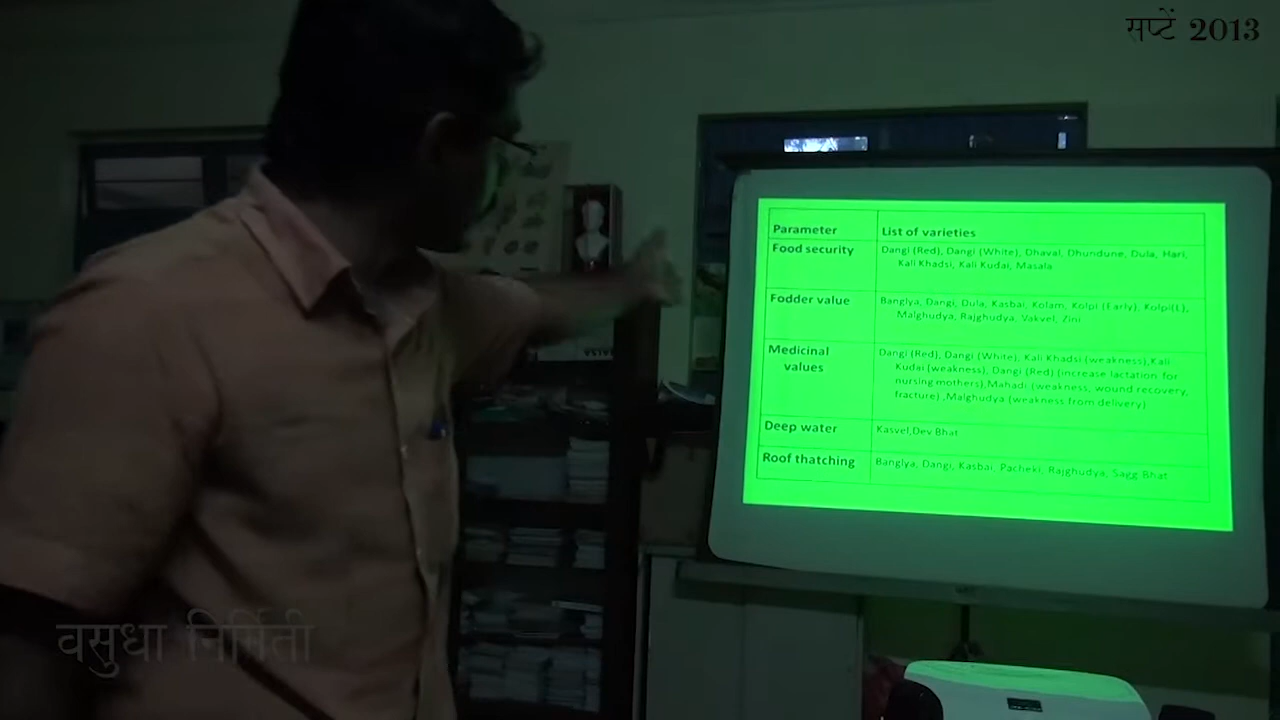 सप्टें 2013
Parameter List of varieties
Food security Dangi (Red), Dangi (White), Dhaval, Dhundune, Dula, Hari,
Kali Khadsi, Kali Kudai, Masala
Fodder value Banglya, Dangi, Dula, Kasbai, Kolam, Kolpi (Early), Kolpi(L),
Malghudya, Rajghudya, Vakvel, Zini
Medicinal Dangi (Red), Dangi (White), Kali Khadsi (weakness),Kali
values Kudai (weakness), Dangi (Red) (increase lactation for
nursing mothers),Mahadi (weakness, wound recovery,
fracture) ,Malghudya (weakness from delivery)
Deep water Kasvel,Dev Bhat
Roof thatching Banglya, Dangi, Kasbai, Pacheki, Rajghudya, Sagg Bhat
वसुधा निर्मिती